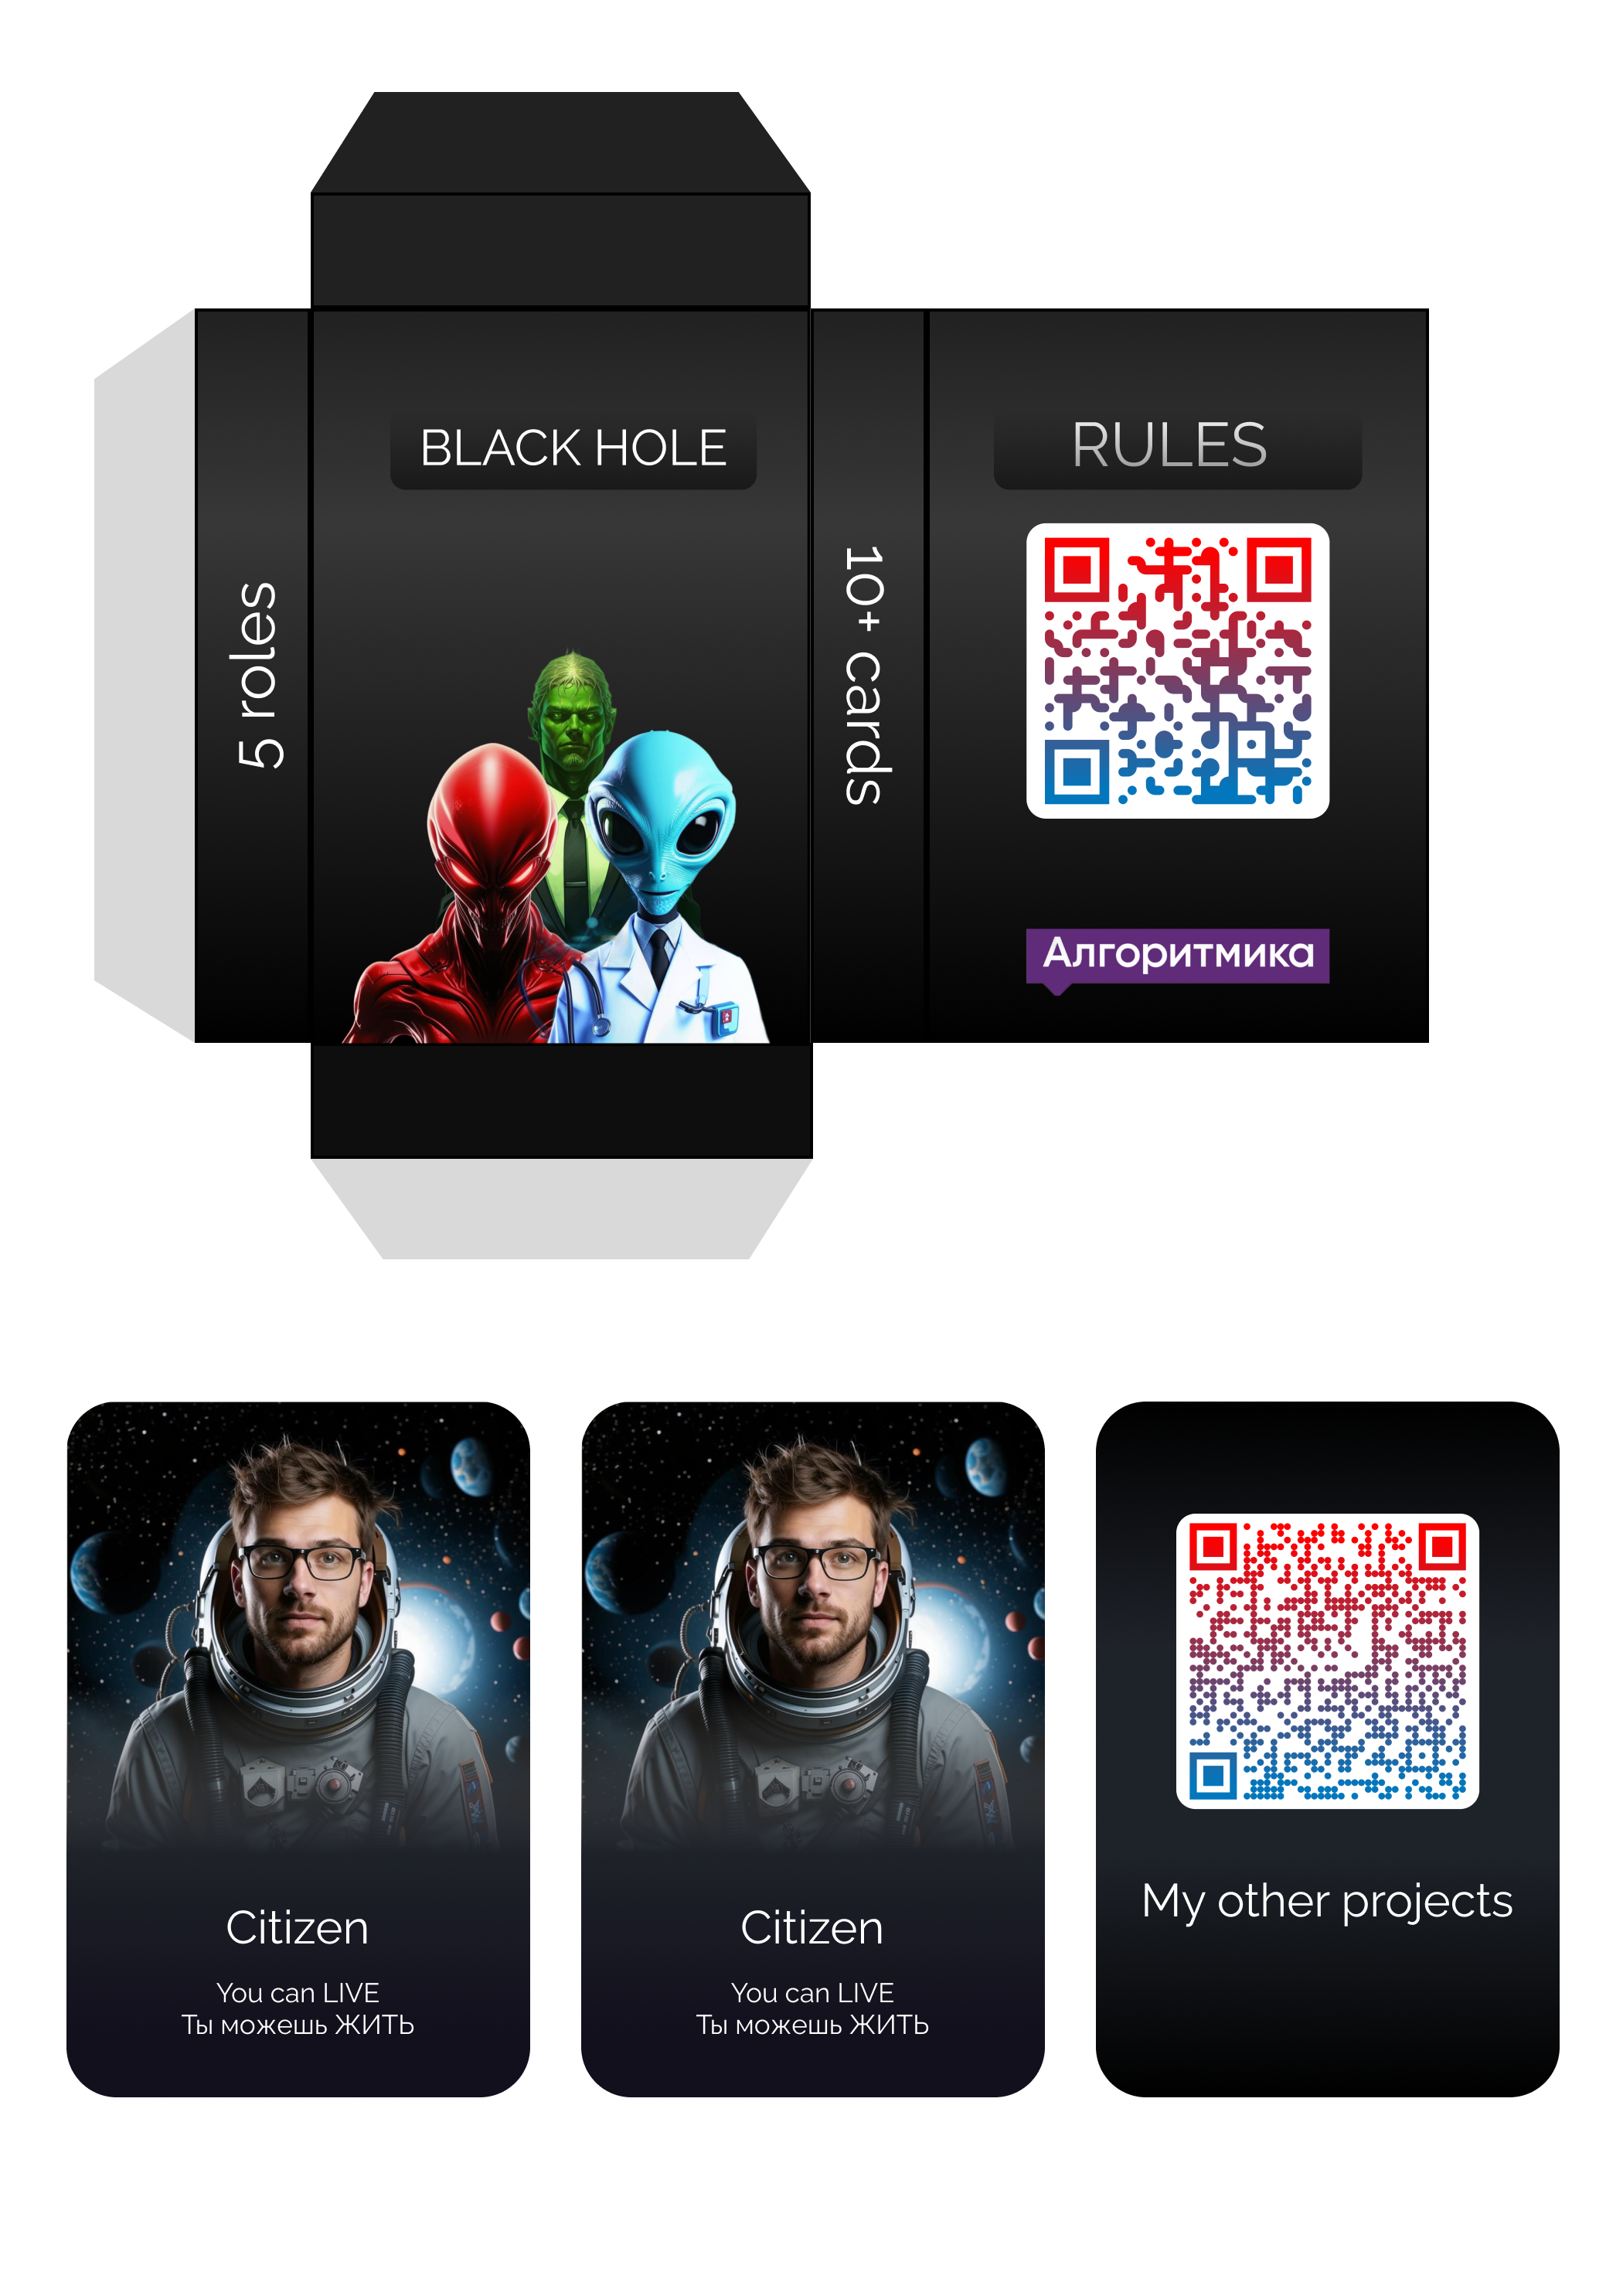 BLACK HOLE
RULES
5 roles
10+ cards
Алгоритмика
Citizen
You can LIVE
Ты можешь ЖИТЬ
Citizen
You can LIVE
Ты можешь ЖИТЬ
My other projects